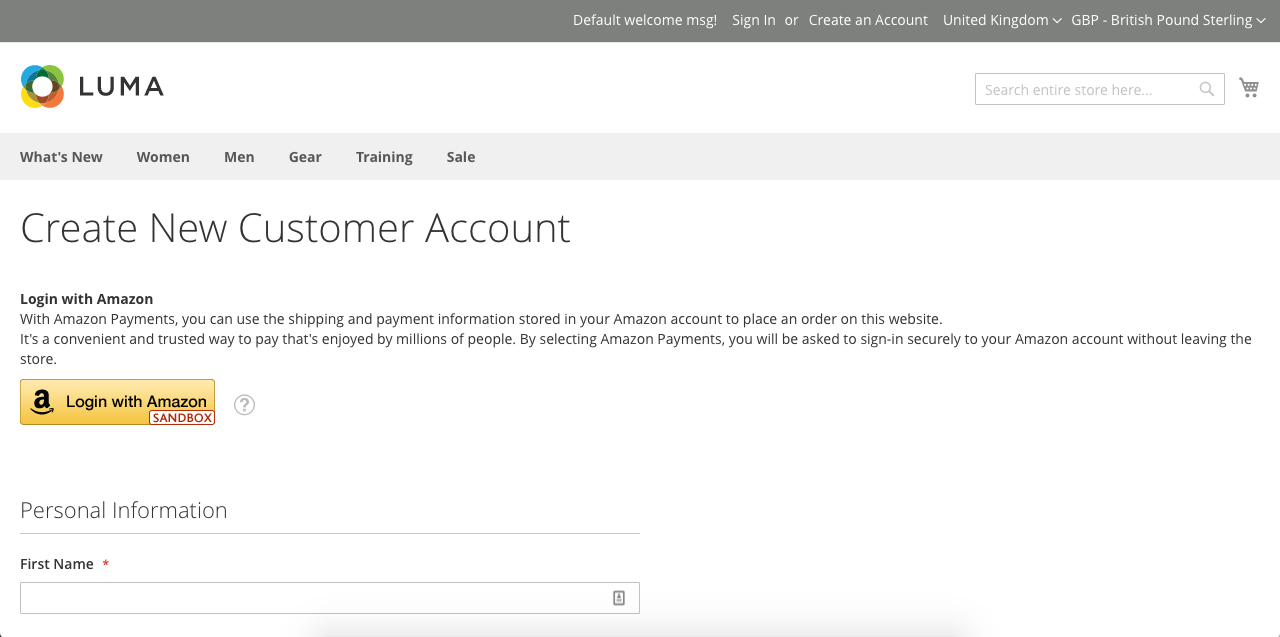 Default welcome msg! Sign In or Create an Account United Kingdom GBP - British Pound Sterling
LUMA
Search entire store here...
What's New Women Men Gear Training Sale
Create New Customer Account
Login with Amazon
With Amazon Payments, you can use the shipping and payment information stored in your Amazon account to place an order on this website.
It's a convenient and trusted way to pay that's enjoyed by millions of people. By selecting Amazon Payments, you will be asked to sign-in securely to your Amazon account without leaving the
store.
a Login with Amazon ?
SANDBOX
Personal Information
First Name *